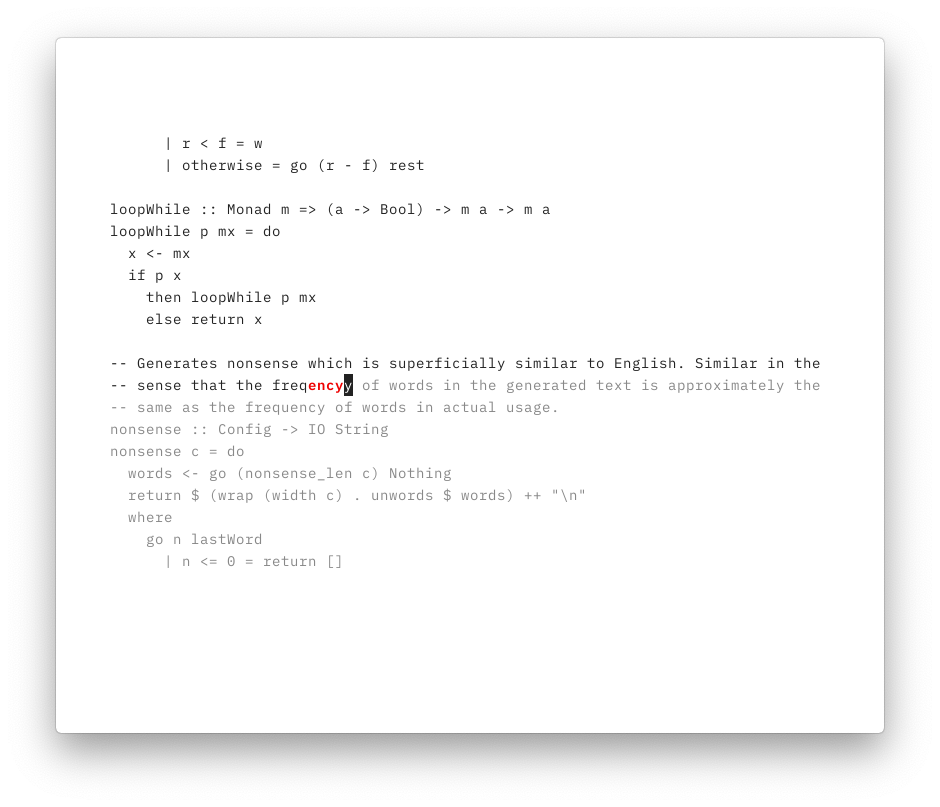 | r < f = w
| otherwise = go (r - f) rest
loopWhile :: Monad m => (a -> Bool) -> m a -> m a
loopWhile p mx = do
x <- mx
if p x
then loopWhile p mx
else return x
-- Generates nonsense which is superficially similar to English. Similar in the
-- sense that the freqencyy of words in the generated text is approximately the
-- same as the frequency of words in actual usage.
nonsense :: Config -> IO String
nonsense c = do
words <- go (nonsense_len c) Nothing
return $ (wrap (width c) . unwords $ words) ++ "\n"
where
go n lastWord
| n <= 0 = return []